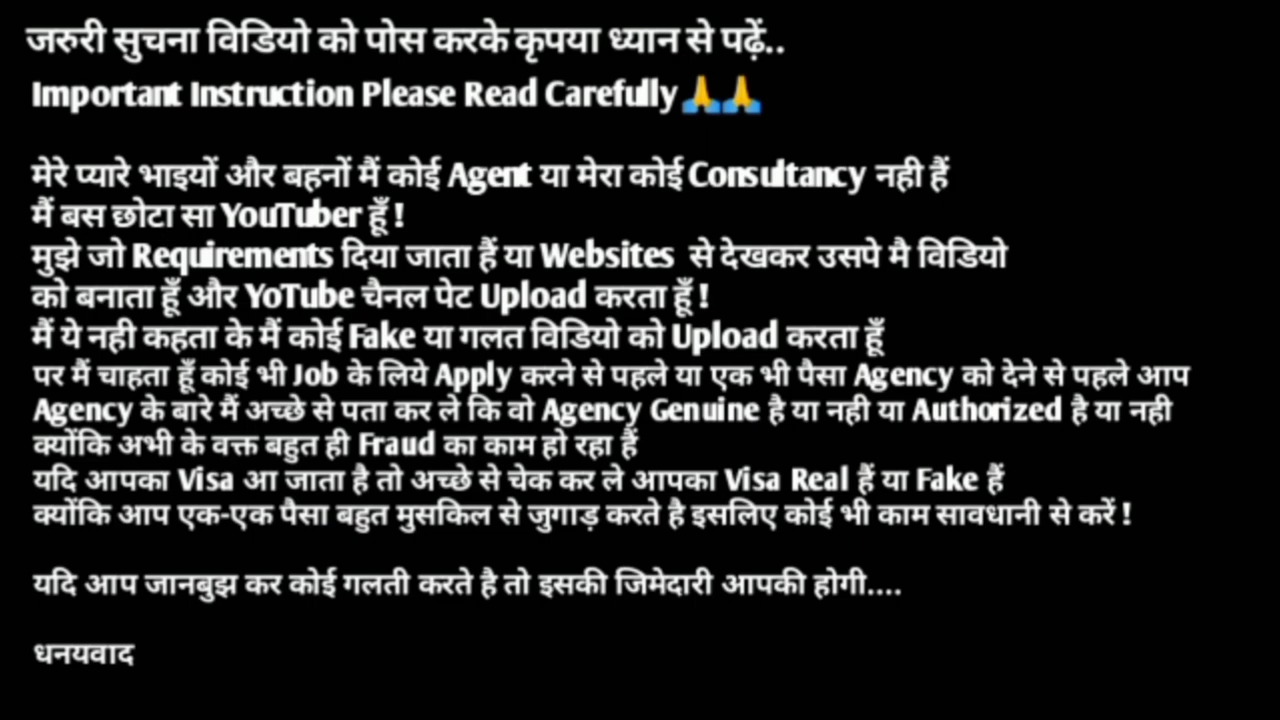 जरुरी सुचना विडियो को पोस करके कृपया ध्यान से पढ़ें..
Important Instruction Please Read Carefully🙏🙏
मेरे प्यारे भाइयों और बहनों मैं कोई Agent या मेरा कोई Consultancy नही हैं
मैं बस छोटा सा YouTuber हूँ !
मुझे जो Requirements दिया जाता हैं या Websites से देखकर उसपे मै विडियो
को बनाता हूँ और YoTube चैनल पेट Upload करता हूँ !
मैं ये नही कहता के मैं कोई Fake या गलत विडियो को Upload करता हूँ
पर मैं चाहता हूँ कोई भी Job के लिये Apply करने से पहले या एक भी पैसा Agency को देने से पहले आप
Agency के बारे मैं अच्छे से पता कर ले कि वो Agency Genuine है या नही या Authorized है या नही
क्योंकि अभी के वक्त बहुत ही Fraud का काम हो रहा हैं
यदि आपका Visa आ जाता है तो अच्छे से चेक कर ले आपका Visa Real हैं या Fake हैं
क्योंकि आप एक-एक पैसा बहुत मुसकिल से जुगाड़ करते है इसलिए कोई भी काम सावधानी से करें !
यदि आप जानबुझ कर कोई गलती करते है तो इसकी जिमेदारी आपकी होगी....
धनयवाद